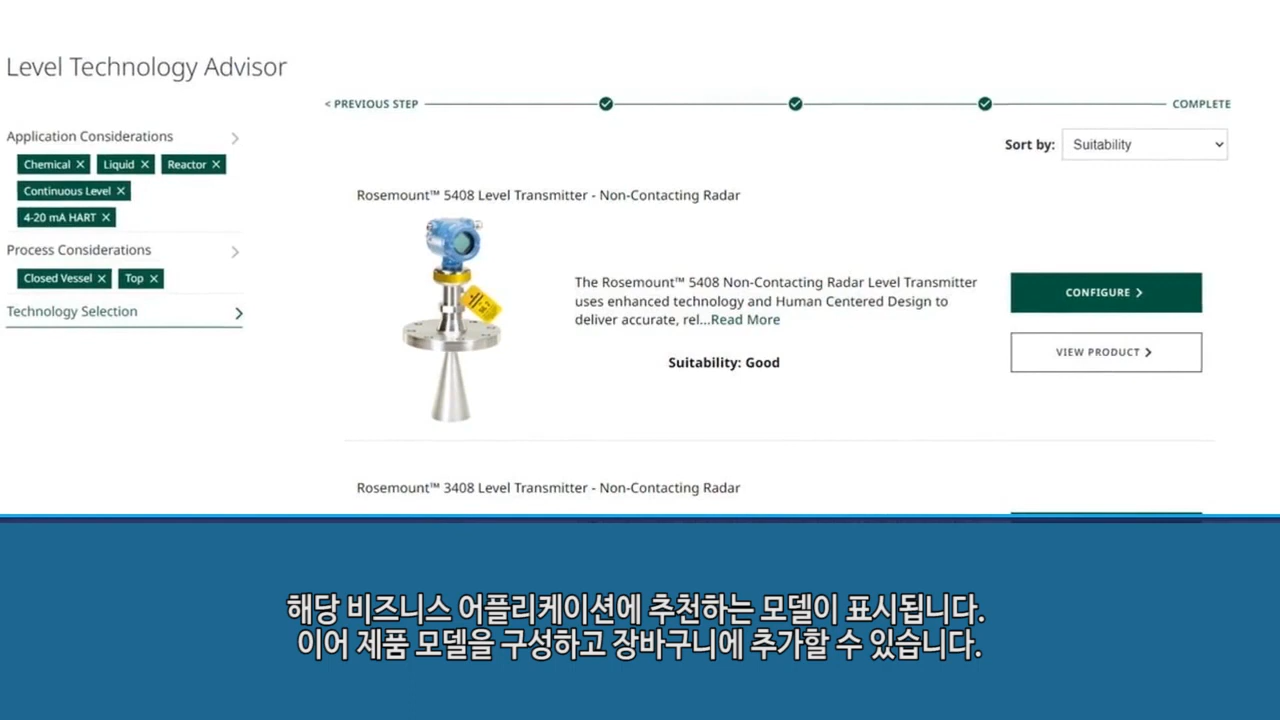 Level Technology Advisor
< PREVIOUS STEP
COMPLETE
Application Considerations
Chemical ×
Liquid ×
Reactor ×
Continuous Level ×
4-20 mA HART ×
Process Considerations
Closed Vessel ×
Top ×
Technology Selection
Sort by: Suitability
Rosemount™ 5408 Level Transmitter - Non-Contacting Radar
The Rosemount™ 5408 Non-Contacting Radar Level Transmitter
uses enhanced technology and Human Centered Design to
deliver accurate, rel...Read More
Suitability: Good
CONFIGURE
VIEW PRODUCT
Rosemount™ 3408 Level Transmitter - Non-Contacting Radar
해당 비즈니스 어플리케이션에 추천하는 모델이 표시됩니다.
이어 제품 모델을 구성하고 장바구니에 추가할 수 있습니다.